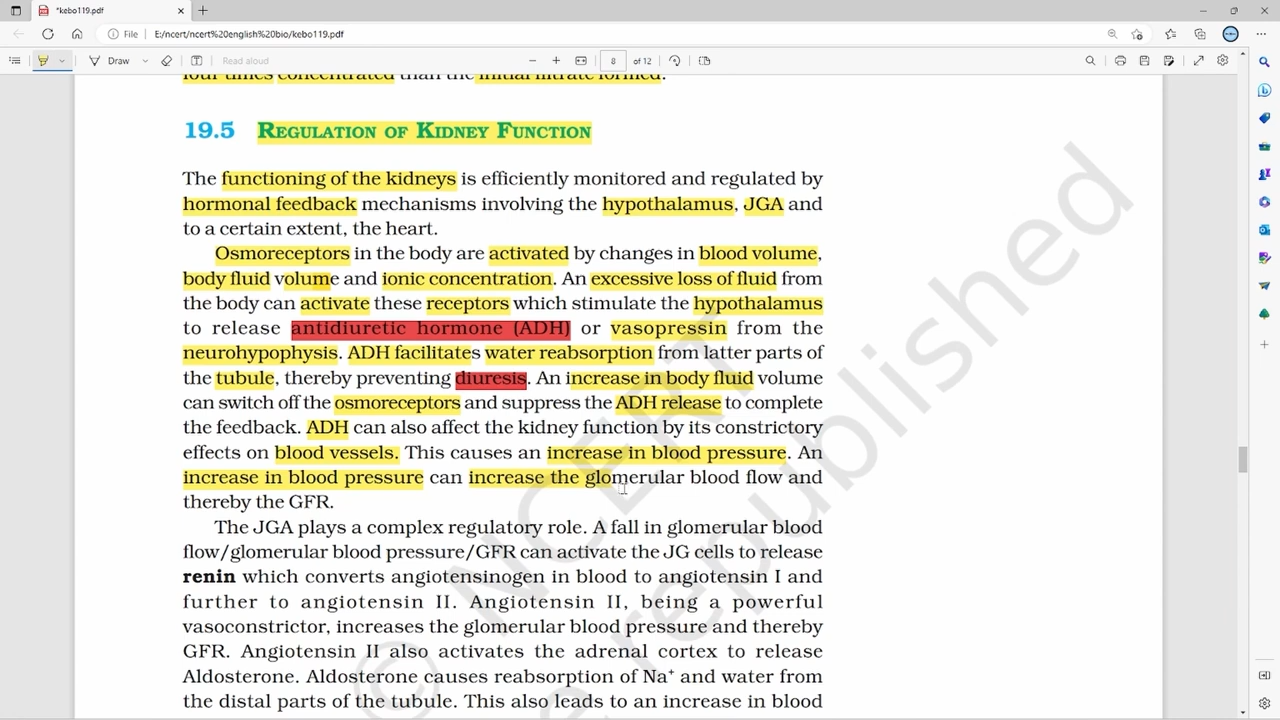 *kebo119.pdf
File
E:/ncert/ncert%20english%20bio/kebo119.pdf
Draw
Read aloud
8
of 12
four times concentrated than the initial filtrate formed.
19.5 REGULATION OF KIDNEY FUNCTION
The functioning of the kidneys is efficiently monitored and regulated by
hormonal feedback mechanisms involving the hypothalamus, JGA and
to a certain extent, the heart.
Osmoreceptors in the body are activated by changes in blood volume,
body fluid volume and ionic concentration. An excessive loss of fluid from
the body can activate these receptors which stimulate the hypothalamus
to release antidiuretic hormone (ADH) or vasopressin from the
neurohypophysis. ADH facilitates water reabsorption from latter parts of
the tubule, thereby preventing diuresis. An increase in body fluid volume
can switch off the osmoreceptors and suppress the ADH release to complete
the feedback. ADH can also affect the kidney function by its constrictory
effects on blood vessels. This causes an increase in blood pressure. An
increase in blood pressure can increase the glomerular blood flow and
thereby the GFR.
The JGA plays a complex regulatory role. A fall in glomerular blood
flow/glomerular blood pressure/GFR can activate the JG cells to release
renin which converts angiotensinogen in blood to angiotensin I and
further to angiotensin II. Angiotensin II, being a powerful
vasoconstrictor, increases the glomerular blood pressure and thereby
GFR. Angiotensin II also activates the adrenal cortex to release
Aldosterone. Aldosterone causes reabsorption of Na⁺ and water from
the distal parts of the tubule. This also leads to an increase in blood
© NCERT
republished